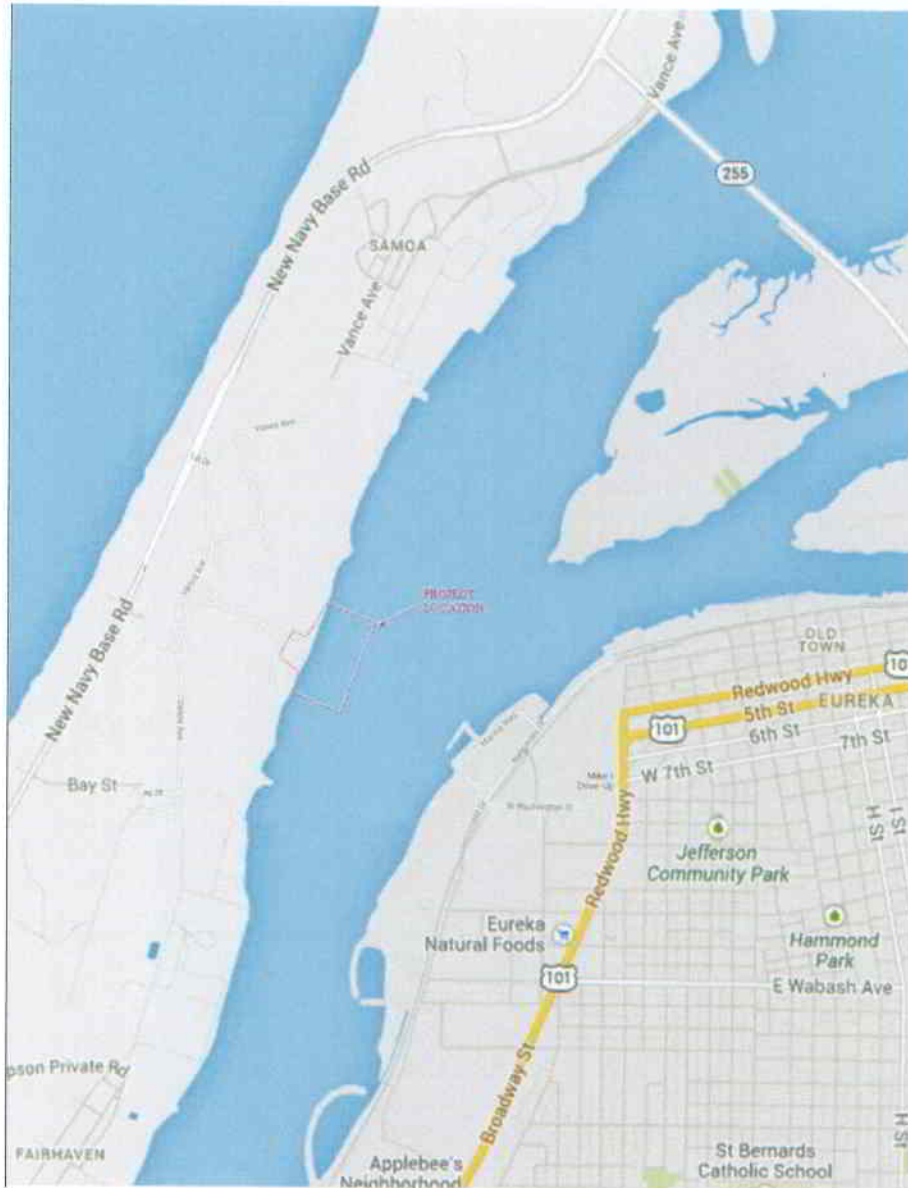 Vance Ave
255
New Navy Base Rd
SAMOA
Vance Ave
Vance Ave
PROJECT
LOCATION
New Navy Base Rd
OLD
TOWN
Redwood Hwy
10
101
5th St
EUREKA
6th St
7th St
W 7th St
Bay St
H St
I St
Redwood Hwy
Jefferson
Community Park
Eureka
Natural Foods
Hammond
Park
101
E Wabash Ave
pson Private Rd
Broadway St
H St
FAIRHAVEN
Applebee's
Neighborhood
St Bernards
Catholic School